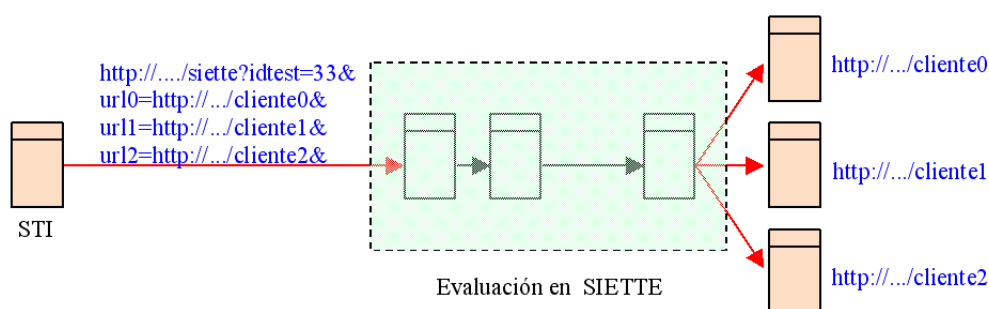 http://..../siette?idtest=33&
url0=http://.../cliente0&
url1=http://.../cliente1&
url2=http://.../cliente2&
STI
Evaluación en SIETTE
http://.../cliente0
http://.../cliente1
http://.../cliente2